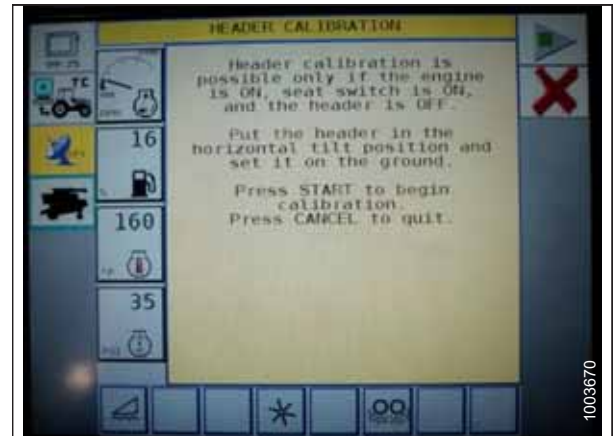 HEADER CALIBRATION
Header calibration is
possible only if the engine
is ON, seat switch is ON,
and the header is OFF.
Put the header in the
horizontal tilt position and
set it on the ground.
Press START to begin
calibration.
Press CANCEL to quit.
TC
16
160
35
1003670